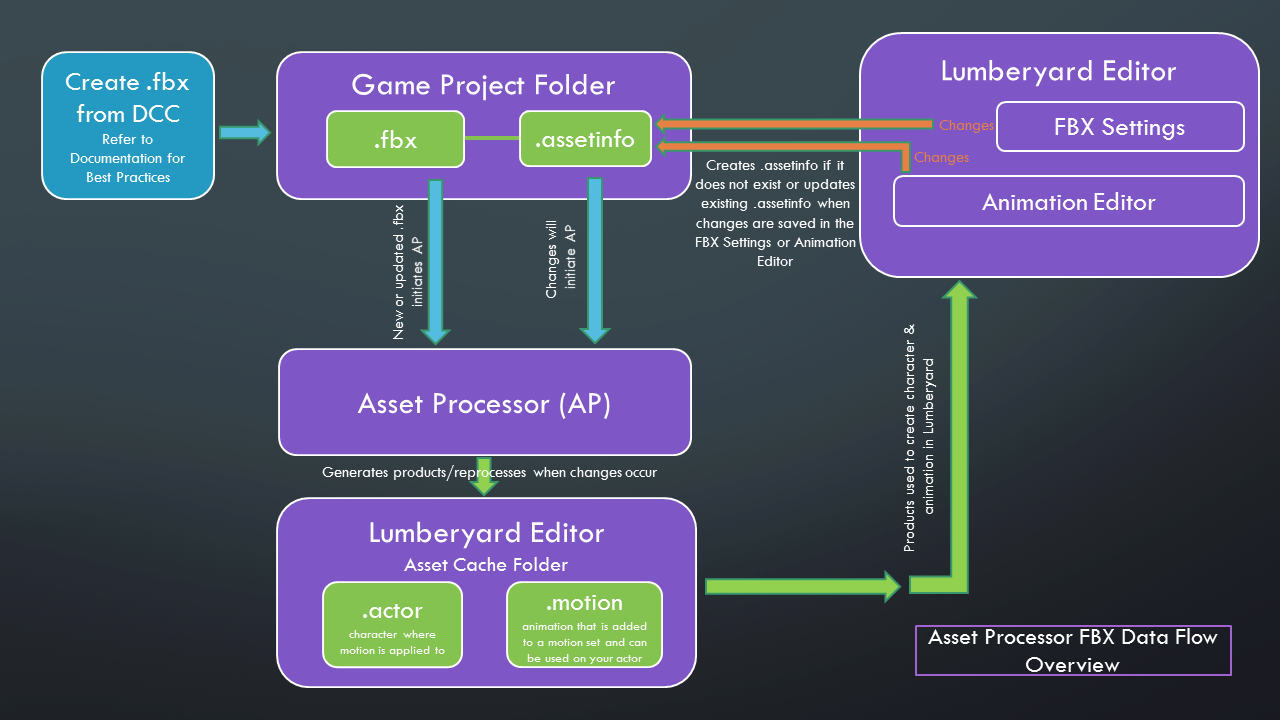 Create .fbx
from DCC
Refer to
Documentation for
Best Practices
Game Project Folder
.fbx
.assetinfo
Lumberyard Editor
Changes
FBX Settings
Changes
Animation Editor
Creates .assetinfo if it
does not exist or updates
existing .assetinfo when
changes are saved in the
FBX Settings or Animation
Editor
New or updated .fbx
initiates AP
Changes will
initiate AP
Asset Processor (AP)
Generates products/reprocesses when changes occur
Lumberyard Editor
Asset Cache Folder
.actor
character where
motion is applied to
.motion
animation that is added
to a motion set and can
be used on your actor
Products used to create character &
animation in Lumberyard
Asset Processor FBX Data Flow
Overview